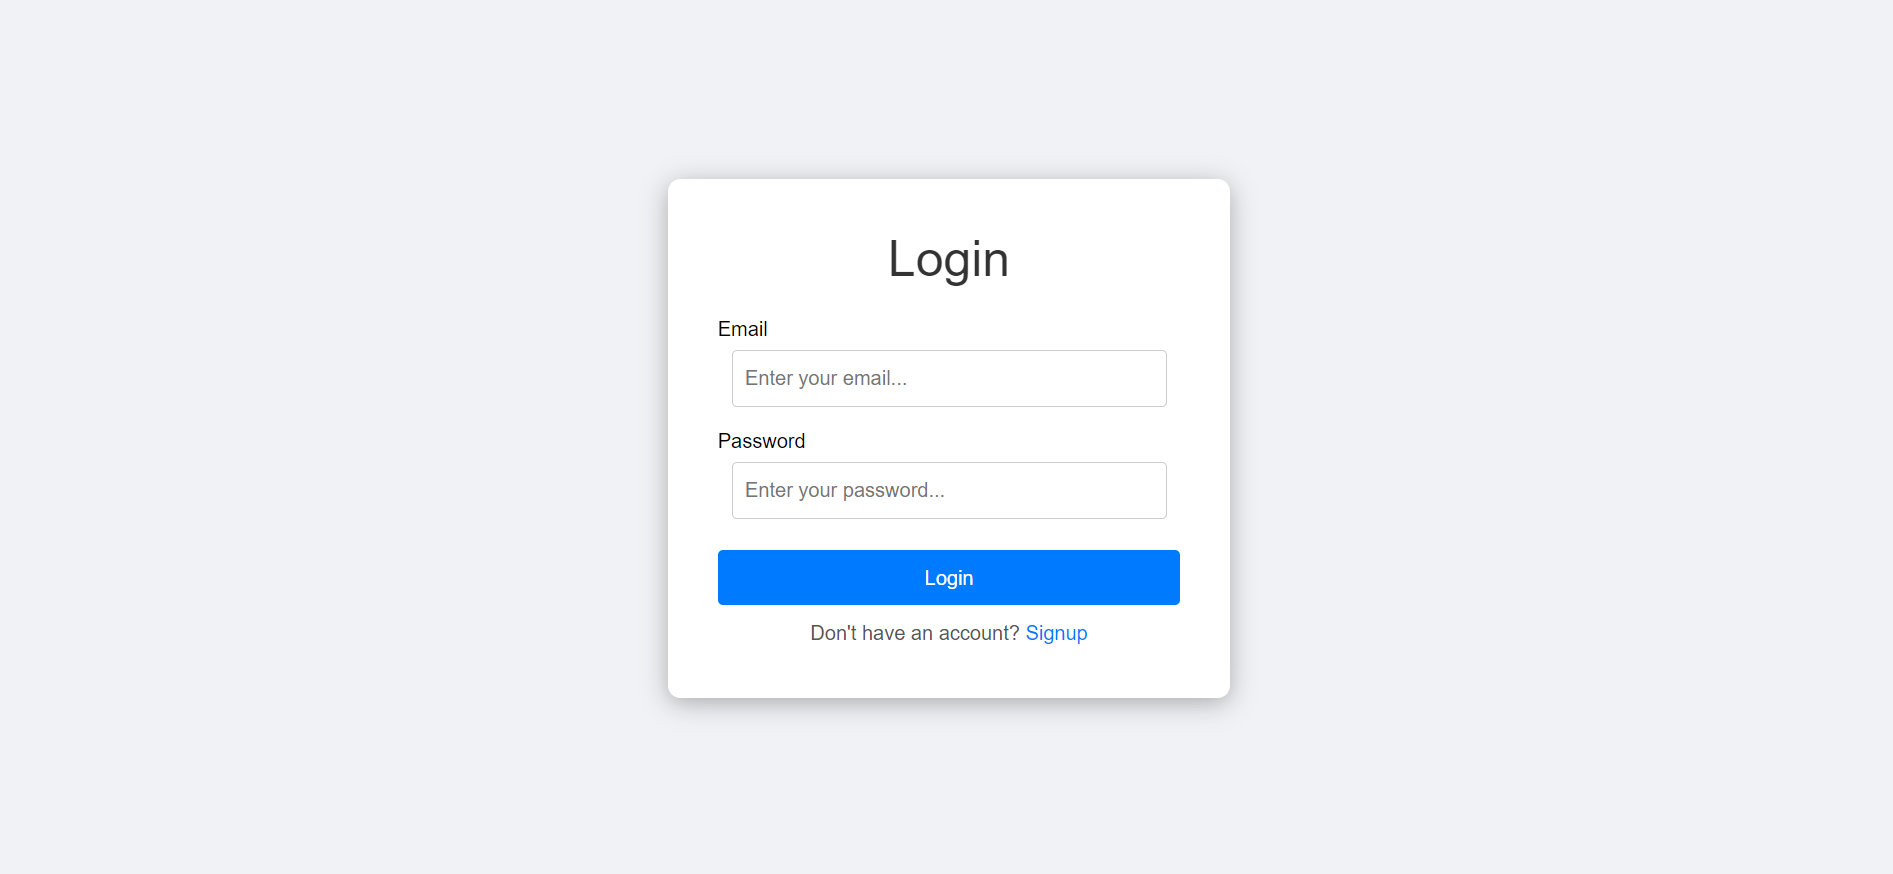 Login
Email
Enter your email...
Password
Enter your password...
Login
Don't have an account? Signup